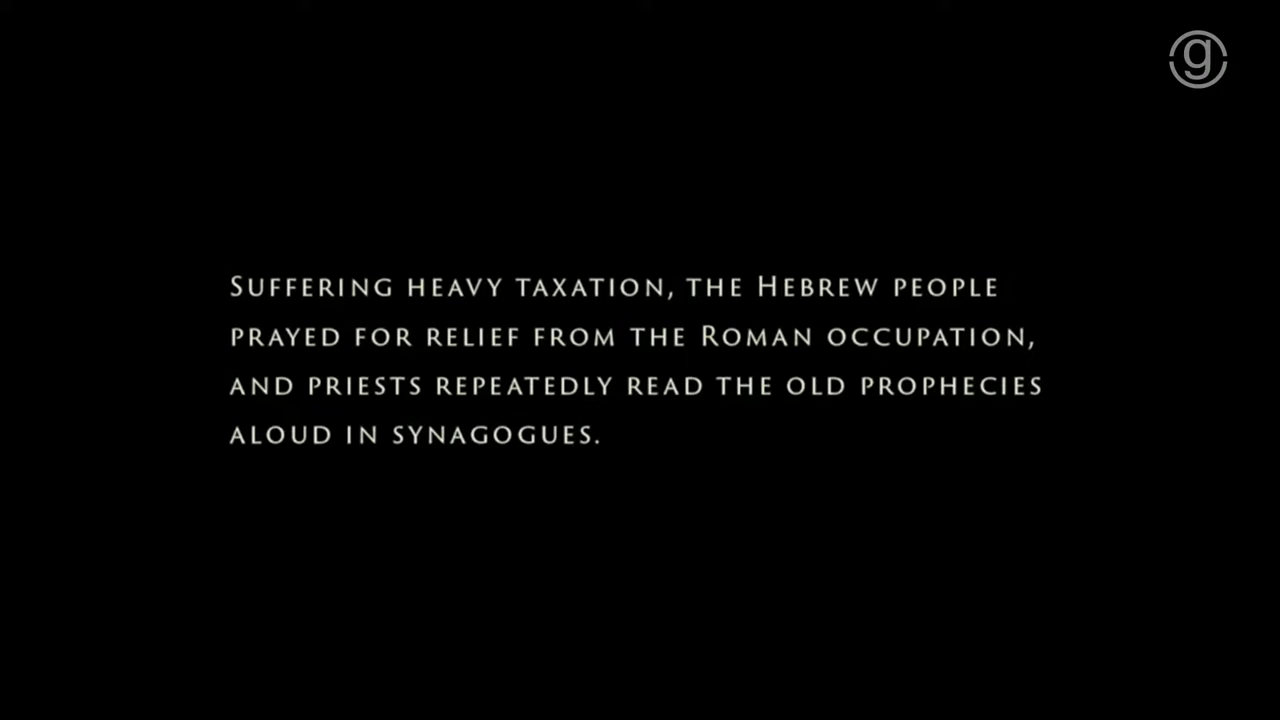 g
Suffering heavy taxation, the Hebrew people
prayed for relief from the Roman occupation,
and priests repeatedly read the old prophecies
aloud in synagogues.